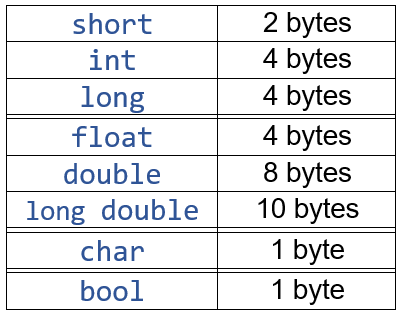 short 2 bytes
int 4 bytes
long 4 bytes
float 4 bytes
double 8 bytes
long double 10 bytes
char 1 byte
bool 1 byte